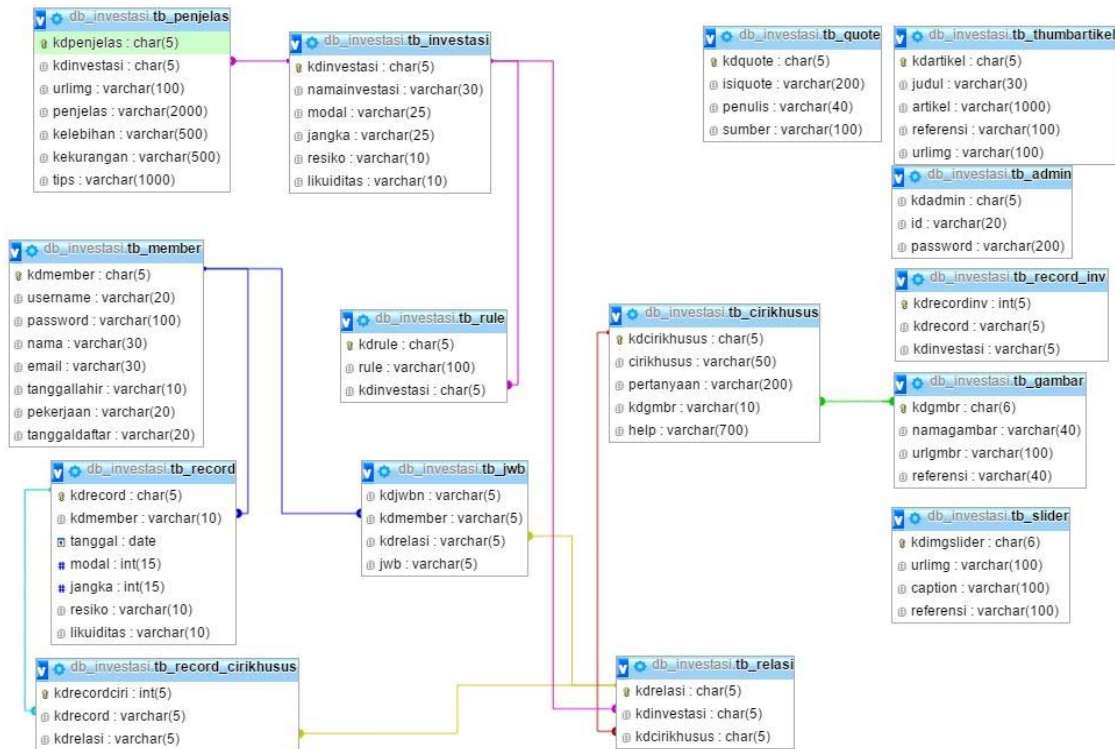 db_investasi.tb_penjelas
kdpenjelas : char(5)
kdinvestasi : char(5)
urlimg : varchar(100)
penjelas : varchar(2000)
kelebihan : varchar(500)
kekurangan : varchar(500)
tips : varchar(1000)
db_investasi.tb_investasi
kdinvestasi : char(5)
namainvestasi : varchar(30)
modal : varchar(25)
jangka : varchar(25)
resiko : varchar(10)
likuiditas : varchar(10)
db_investasi.tb_quote
kdquote : char(5)
isiquote : varchar(200)
penulis : varchar(40)
sumber : varchar(100)
db_investasi.tb_thumbartikel
kdartikel : char(5)
judul : varchar(30)
artikel : varchar(1000)
referensi : varchar(100)
urlimg : varchar(100)
db_investasi.tb_admin
kdadmin : char(5)
id : varchar(20)
password : varchar(200)
db_investasi.tb_member
kdmember : char(5)
username : varchar(20)
password : varchar(100)
nama : varchar(30)
email : varchar(30)
tanggallahir : varchar(10)
pekerjaan : varchar(20)
tanggaldaftar : varchar(20)
db_investasi.tb_rule
kdrule : char(5)
rule : varchar(100)
kdinvestasi : char(5)
db_investasi.tb_cirikhusus
kdcirikhusus : char(5)
cirikhusus : varchar(50)
pertanyaan : varchar(200)
kdgmbr : varchar(10)
help : varchar(700)
db_investasi.tb_record_inv
kdrecordinv : int(5)
kdrecord : varchar(5)
kdinvestasi : varchar(5)
db_investasi.tb_gambar
kdgmbr : char(6)
namagambar : varchar(40)
urlgmbr : varchar(100)
referensi : varchar(40)
db_investasi.tb_record
kdrecord : char(5)
kdmember : varchar(10)
tanggal : date
modal : int(15)
jangka : int(15)
resiko : varchar(10)
likuiditas : varchar(10)
db_investasi.tb_jwb
kdjwbn : varchar(5)
kdmember : varchar(5)
kdrelasi : varchar(5)
jwb : varchar(5)
db_investasi.tb_slider
kdimgslider : char(6)
urlimg : varchar(100)
caption : varchar(100)
referensi : varchar(100)
db_investasi.tb_record_cirikhusus
kdrecordciri : int(5)
kdrecord : varchar(5)
kdrelasi : varchar(5)
db_investasi.tb_relasi
kdrelasi : char(5)
kdinvestasi : char(5)
kdcirikhusus : char(5)